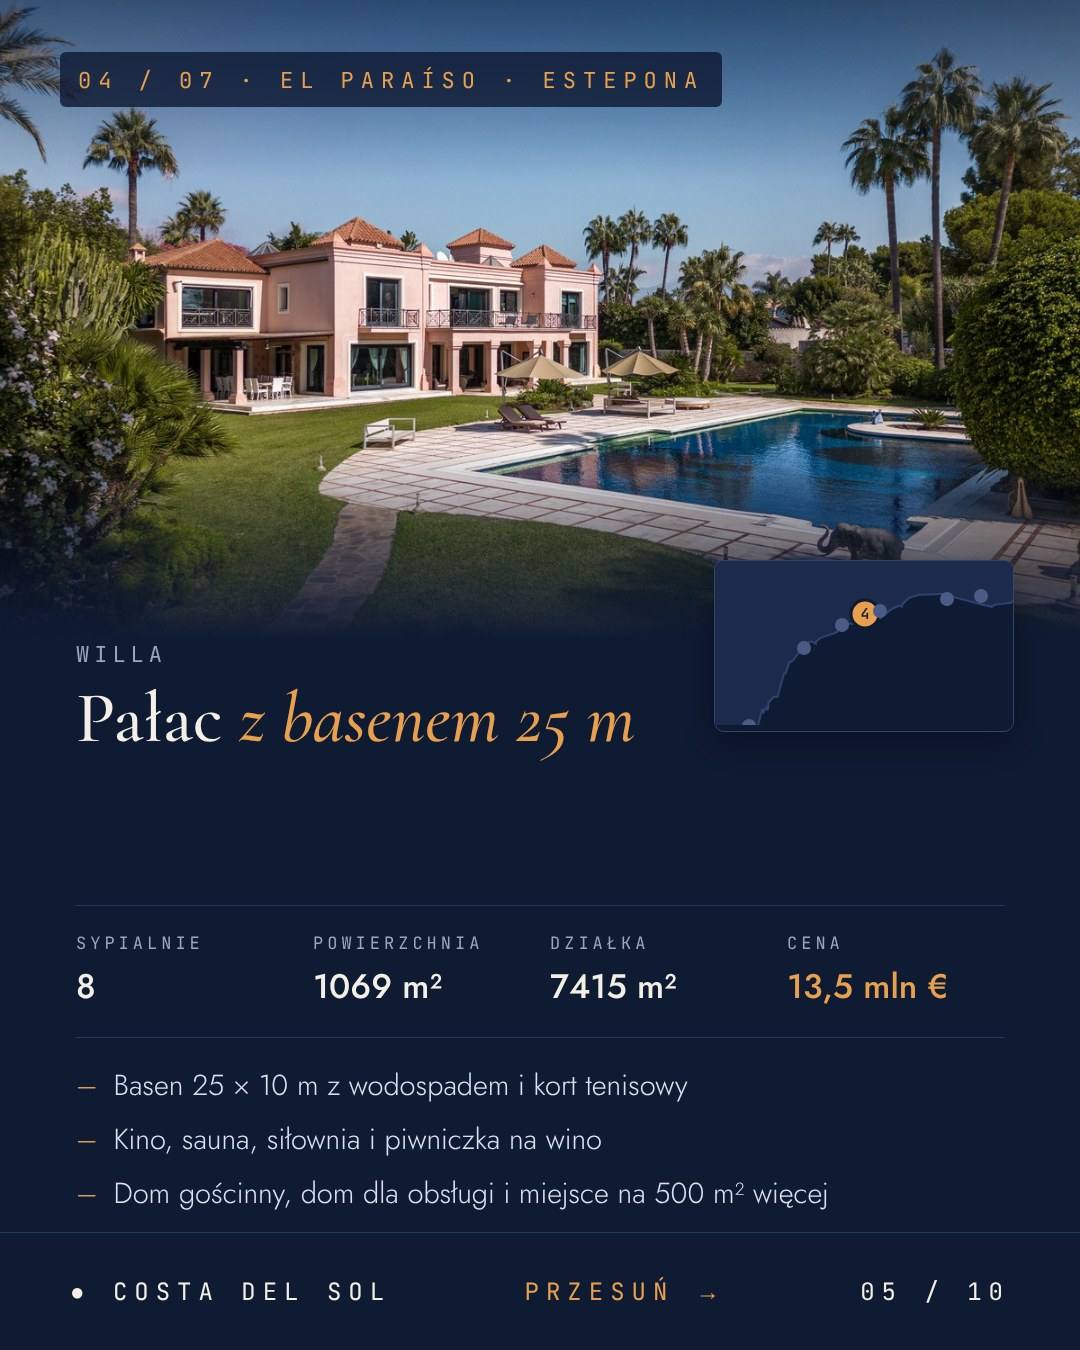 04 / 07 · EL PARAÍSO · ESTEPONA
4
WILLA
Pałac z basenem 25 m
SYPIALNIE POWIERZCHNIA DZIAŁKA CENA
8 1069 m² 7415 m² 13,5 mln €
— Basen 25 × 10 m z wodospadem i kort tenisowy
— Kino, sauna, siłownia i piwniczka na wino
— Dom gościnny, dom dla obsługi i miejsce na 500 m² więcej
• COSTA DEL SOL PRZESUŃ → 05 / 10